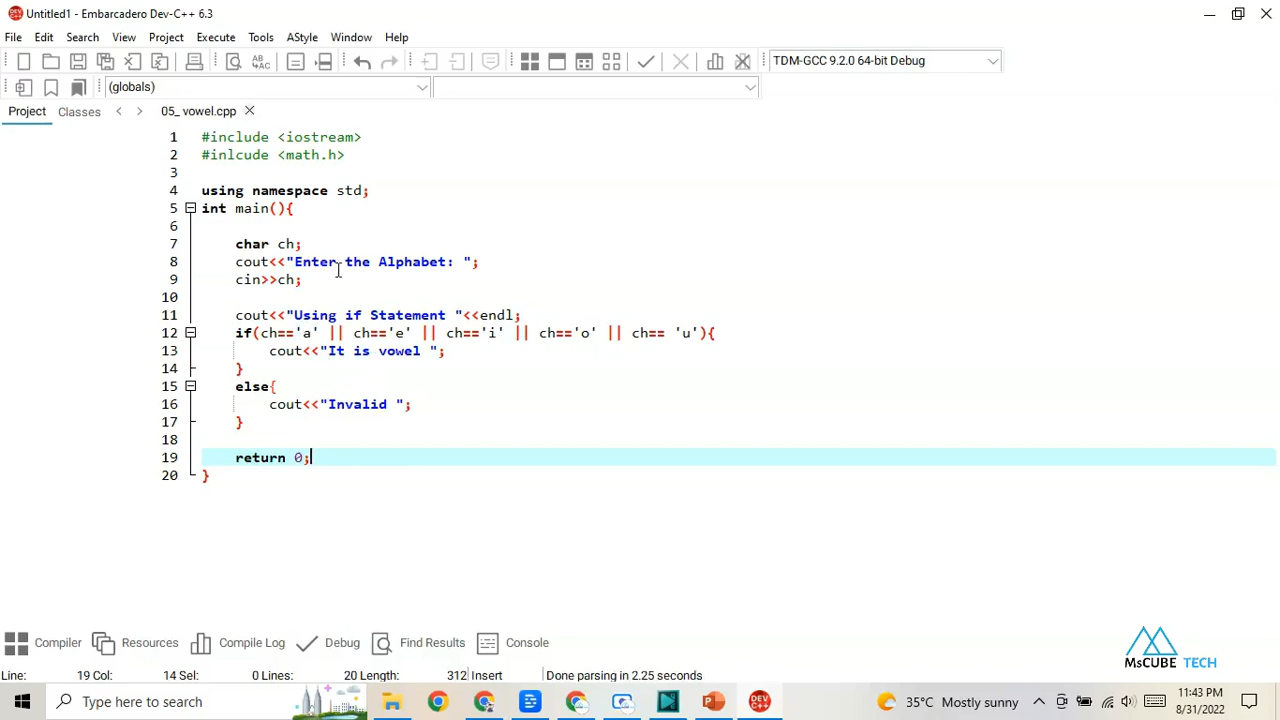 Untitled1 - Embarcadero Dev-C++ 6.3
File Edit Search View Project Execute Tools AStyle Window Help
TDM-GCC 9.2.0 64-bit Debug
(globals)
Project Classes 05_ vowel.cpp
1 #include <iostream>
2 #inlcude <math.h>
3
4 using namespace std;
5 int main(){
6
7 char ch;
8 cout<<"Enter the Alphabet: ";
9 cin>>ch;
10
11 cout<<"Using if Statement "<<endl;
12 if(ch=='a' || ch=='e' || ch=='i' || ch=='o' || ch== 'u'){
13 cout<<"It is vowel ";
14 }
15 else{
16 cout<<"Invalid ";
17 }
18
19 return 0;
20 }
Compiler Resources Compile Log Debug Find Results Console
MsCUBE TECH
Line: 19 Col: 14 Sel: 0 Lines: 20 Length: 312 Insert Done parsing in 2.25 seconds
Type here to search
35°C Mostly sunny
11:43 PM
8/31/2022